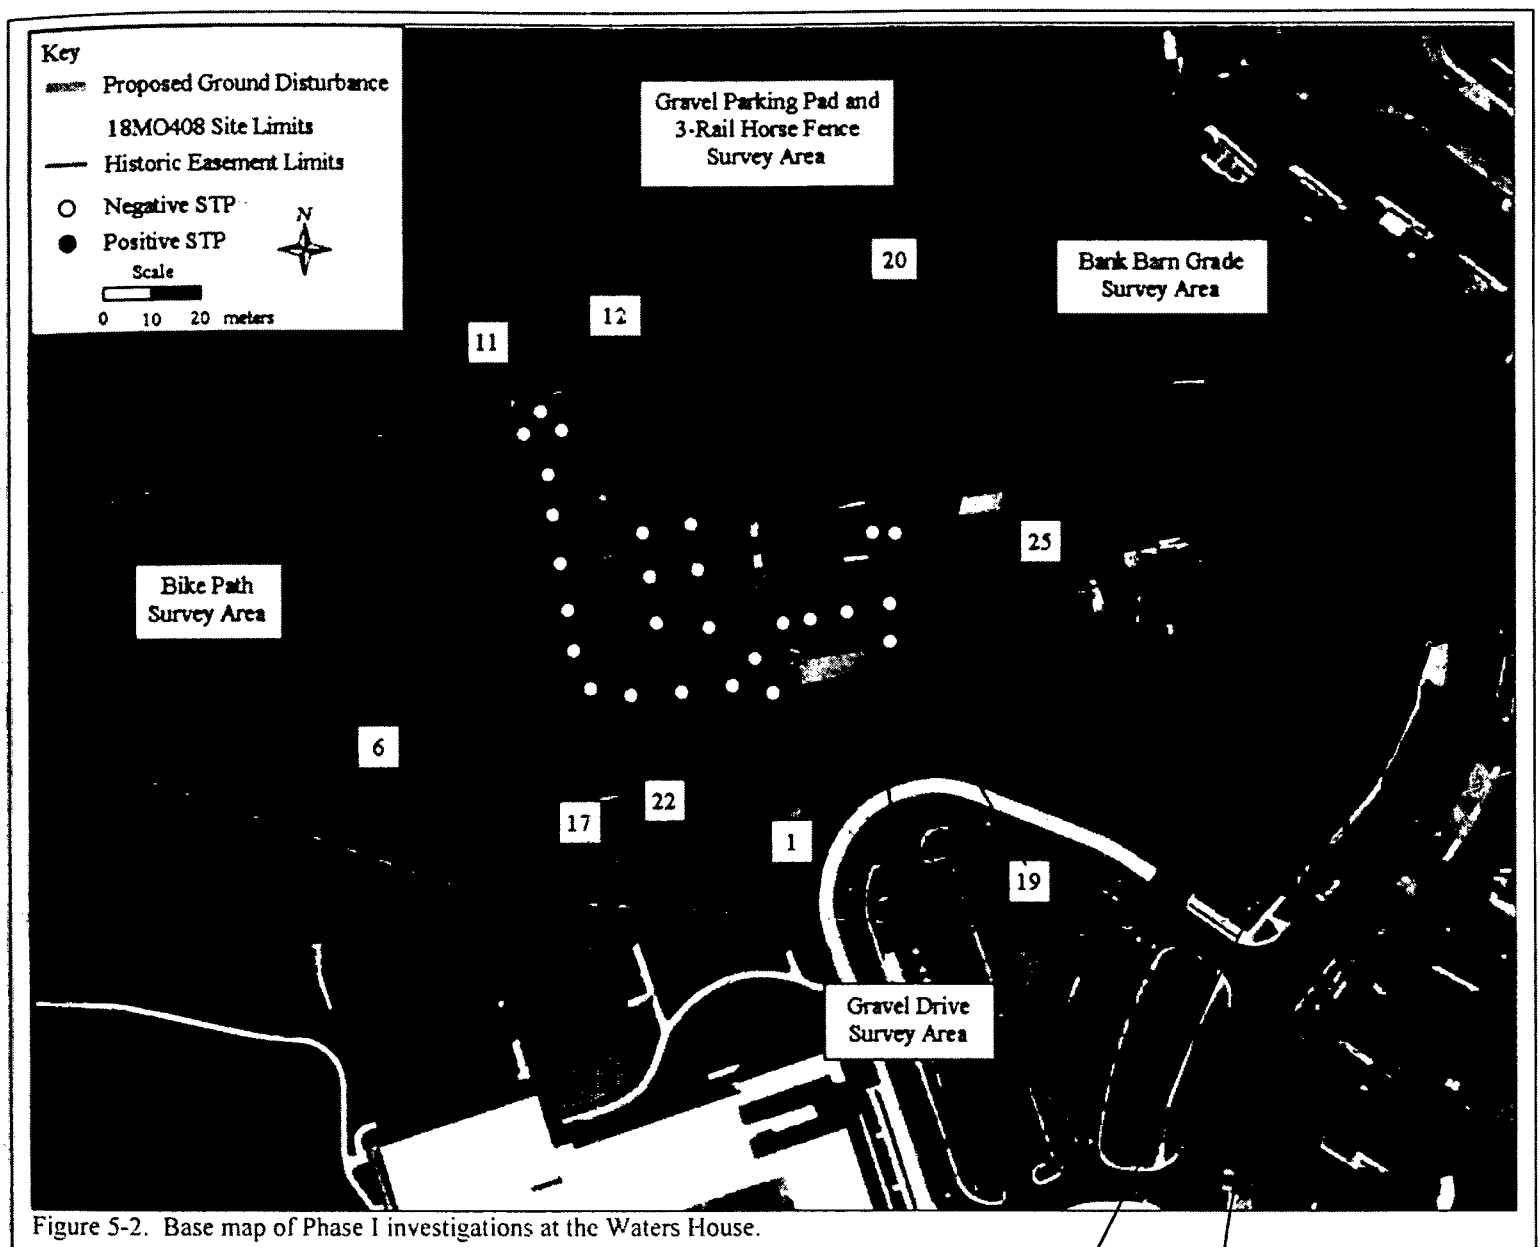 Key
Proposed Ground Disturbance
18MO408 Site Limits
Historic Easement Limits
Negative STP
Positive STP
N
Scale
0 10 20 meters
Gravel Parking Pad and
3-Rail Horse Fence
Survey Area
20
Bank Barn Grade
Survey Area
12
11
25
Bike Path
Survey Area
6
22
17
1
19
Gravel Drive
Survey Area
Figure 5-2. Base map of Phase I investigations at the Waters House.